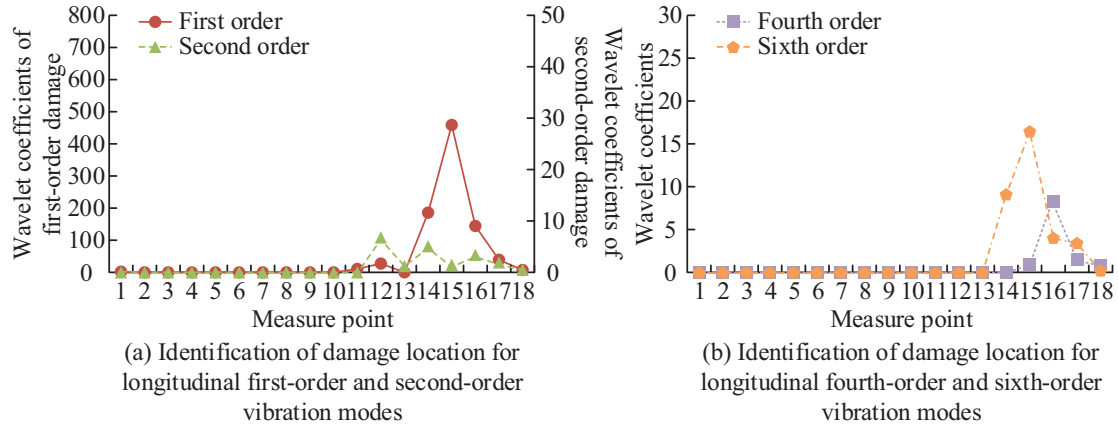 800
700
600
500
400
300
200
100
0
Wavelet coefficients of
first-order damage
First order
Second order
50
40
30
20
10
0
Wavelet coefficients of
second-order damage
1 2 3 4 5 6 7 8 9 10 11 12 13 14 15 16 17 18
Measure point
(a) Identification of damage location for
longitudinal first-order and second-order
vibration modes
30
25
20
15
10
5
0
Wavelet coefficients
Fourth order
Sixth order
1 2 3 4 5 6 7 8 9 10 11 12 13 14 15 16 17 18
Measure point
(b) Identification of damage location for
longitudinal fourth-order and sixth-order
vibration modes